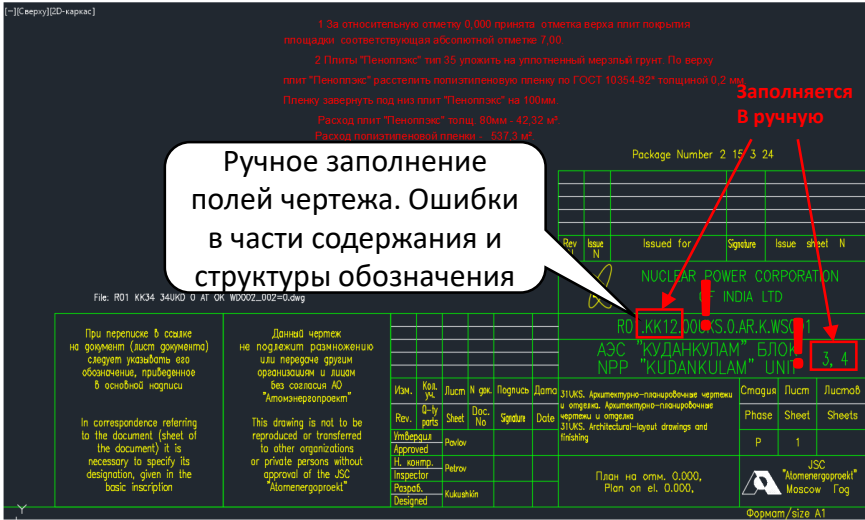 [−][Сверху][2D-каркас]
1 За относительную отметку 0,000 принята отметка верха плит покрытия
площадки соответствующая абсолютной отметке 7,00.
2 Плиты "Пеноплэкс" тип 35 уложить на уплотненный мерзлый грунт. По верху
плит "Пеноплэкс" расстелить полиэтиленовую пленку по ГОСТ 10354-82* толщиной 0,2 мм
Пленку завернуть под низ плит "Пеноплэкс" на 100мм.
Расход плит "Пеноплэкс" толщ. 80мм - 42,32 м³
Расход полиэтиленовой пленки - 537,3 м²
Заполняется
В ручную
Ручное заполнение
полей чертежа. Ошибки
в части содержания и
структуры обозначения
Package Number 2 15 3 24
Rev Issue N Issued for Signature Issue sheet N
NUCLEAR POWER CORPORATION
OF INDIA LTD
File: R01 KK34 34UKD 0 AT OK WD002_002=0.dwg
R01.KK12.00UKS.0.AR.K.WS001
АЭС "КУДАНКУЛАМ" БЛОК
NPP "KUDANKULAM" UNIT
3, 4
При переписке в ссылке
на документ (лист документа)
следует указывать его
обозначение, приведенное
в основной надписи
In correspondence referring
to the document (sheet of
the document) it is
necessary to specify its
designation, given in the
basic inscription
Данный чертеж
не подлежит размножению
или передаче другим
организациям и лицам
без согласия АО
"Атомэнергопроект"
This drawing is not to be
reproduced or transferred
to other organizations
or private persons without
approval of the JSC
"Atomenergoproekt"
Изм. Кол. уч. Лист N док. Подпись Дата
Rev. Q-ty parts Sheet Doc. No Signature Date
Утвердил
Approved
Pavlov
Н. контр.
Inspector
Petrov
Разраб.
Designed
Kukushkin
31UKS. Архитектурно-планировочные чертежи
и отделка. Архитектурно-планировочные
чертежи и отделка
31UKS. Architectural-layout drawings and
finishing
Стадия Лист Листов
Phase Sheet Sheets
Р 1
План на отм. 0.000,
Plan on el. 0.000,
JSC
"Atomenergoproekt"
Moscow Год
Формат/size A1
Y